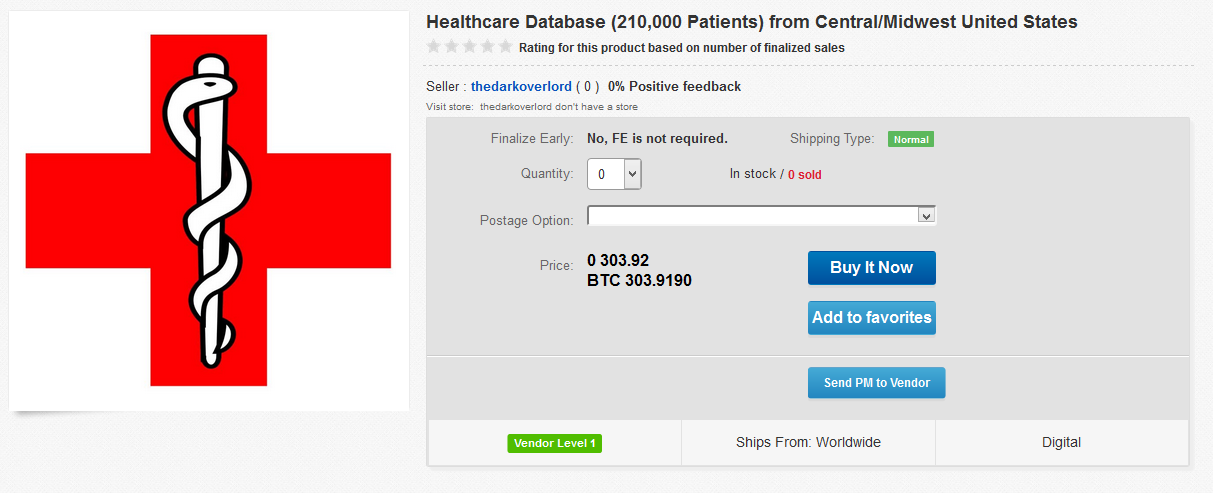 Healthcare Database (210,000 Patients) from Central/Midwest United States
Rating for this product based on number of finalized sales
Seller : thedarkoverlord ( 0 ) 0% Positive feedback
Visit store: thedarkoverlord don't have a store
Finalize Early: No, FE is not required. Shipping Type: Normal
Quantity: 0 In stock / 0 sold
Postage Option:
Price: 0 303.92
BTC 303.9190
Buy It Now
Add to favorites
Send PM to Vendor
Vendor Level 1 Ships From: Worldwide Digital